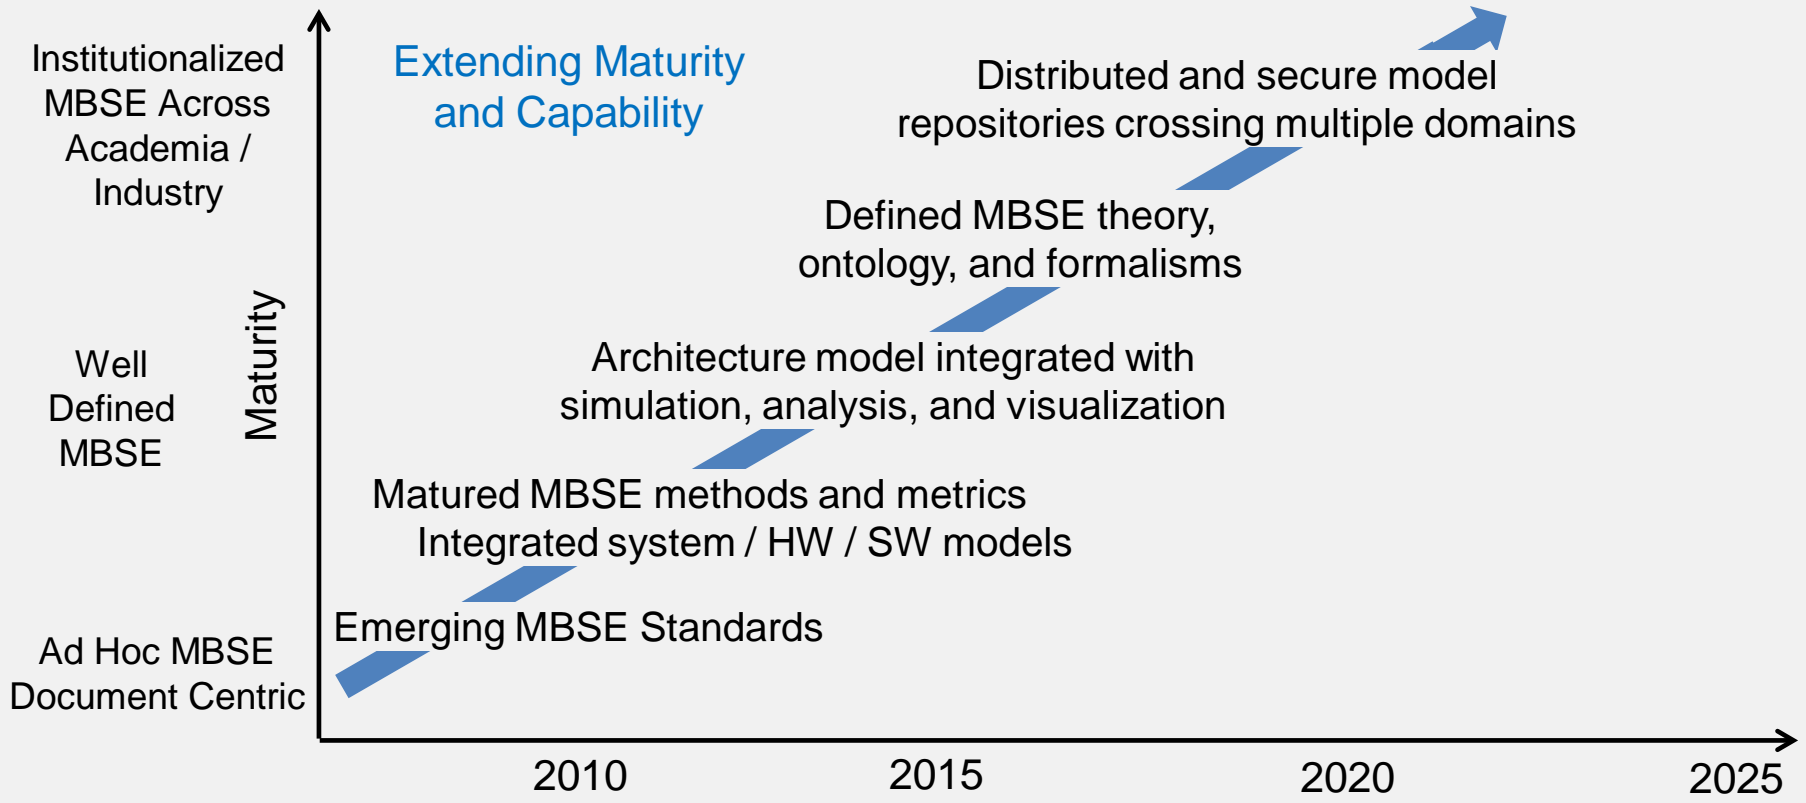 Institutionalized
MBSE Across
Academia /
Industry
Well
Defined
MBSE
Ad Hoc MBSE
Document Centric
Maturity
Extending Maturity
and Capability
Distributed and secure model
repositories crossing multiple domains
Defined MBSE theory,
ontology, and formalisms
Architecture model integrated with
simulation, analysis, and visualization
Matured MBSE methods and metrics
Integrated system / HW / SW models
Emerging MBSE Standards
2010
2015
2020
2025